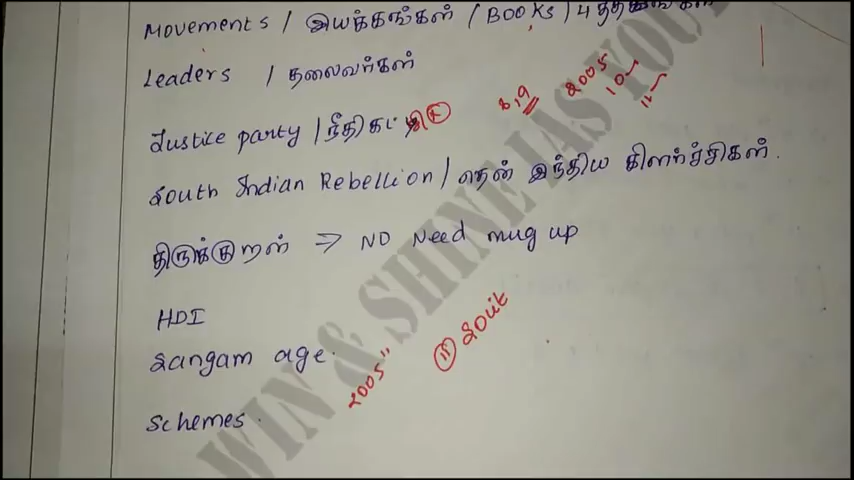 Movements / இயக்கங்கள் / BOOKS / புத்தகங்கள்
Leaders / தலைவர்கள்
Justice party / நீதிகட்சி
8,9 2005 10 11
South Indian Rebellion / தென் இந்திய கிளர்ச்சிகள்.
திருக்குறள் ⇒ NO Need mug up
HDI
Sangam age.
2005"
Schemes.
WIN & SHINE IAS YOUT